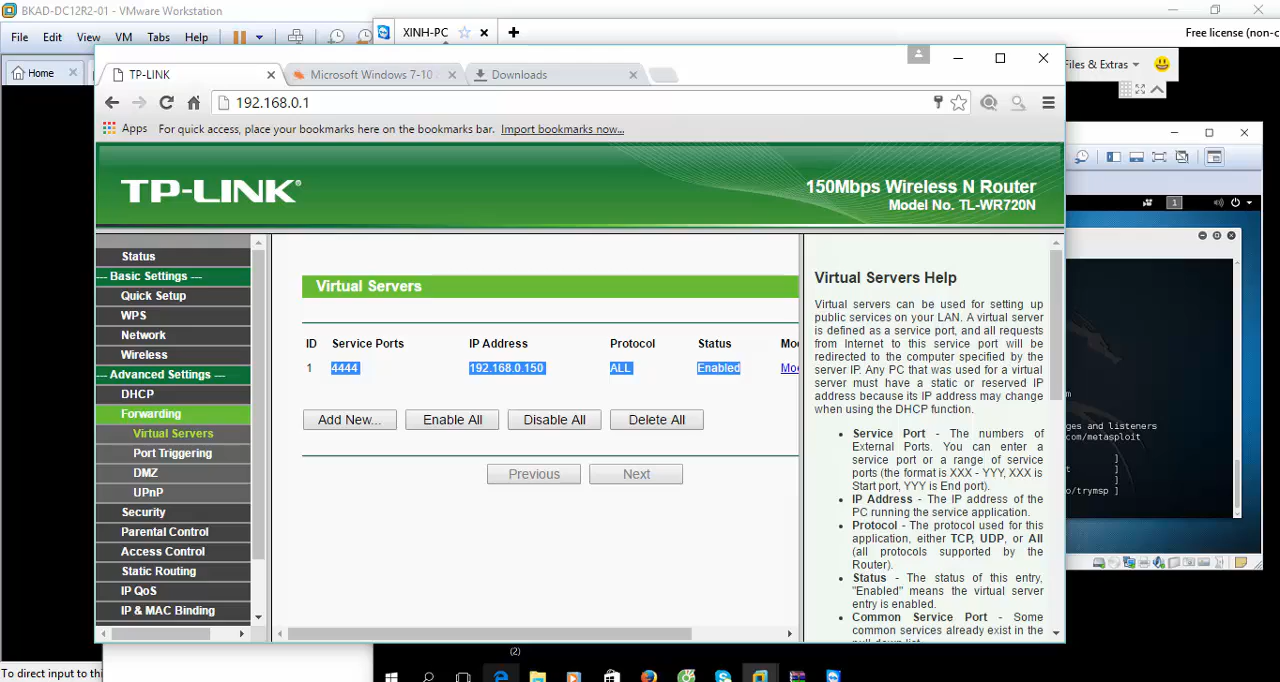 BKAD-DC12R2-01 - VMware Workstation
File Edit View VM Tabs Help
XINH-PC
Free license (non-c
Home
Files & Extras
TP-LINK
Microsoft Windows 7-10
Downloads
192.168.0.1
Apps For quick access, place your bookmarks here on the bookmarks bar. Import bookmarks now...
TP-LINK®
150Mbps Wireless N Router
Model No. TL-WR720N
Status
--- Basic Settings ---
Quick Setup
WPS
Network
Wireless
--- Advanced Settings ---
DHCP
Forwarding
Virtual Servers
Port Triggering
DMZ
UPnP
Security
Parental Control
Access Control
Static Routing
IP QoS
IP & MAC Binding
Virtual Servers
ID Service Ports IP Address Protocol Status Mod
1 4444 192.168.0.150 ALL Enabled Mod
Add New... Enable All Disable All Delete All
Previous Next
Virtual Servers Help
Virtual servers can be used for setting up
public services on your LAN. A virtual server
is defined as a service port, and all requests
from Internet to this service port will be
redirected to the computer specified by the
server IP. Any PC that was used for a virtual
server must have a static or reserved IP
address because its IP address may change
when using the DHCP function.
• Service Port - The numbers of
External Ports. You can enter
a service port or a range of service
ports (the format is XXX - YYY, XXX is
Start port, YYY is End port).
• IP Address - The IP address of the
PC running the service application.
• Protocol - The protocol used for this
application, either TCP, UDP, or All
(all protocols supported by the
Router).
• Status - The status of this entry,
"Enabled" means the virtual server
entry is enabled.
• Common Service Port - Some
common services already exist in the
1
m
ges and listeners
com/metasploit
]
t ]
]
o/trymsp ]
(2)
To direct input to thi